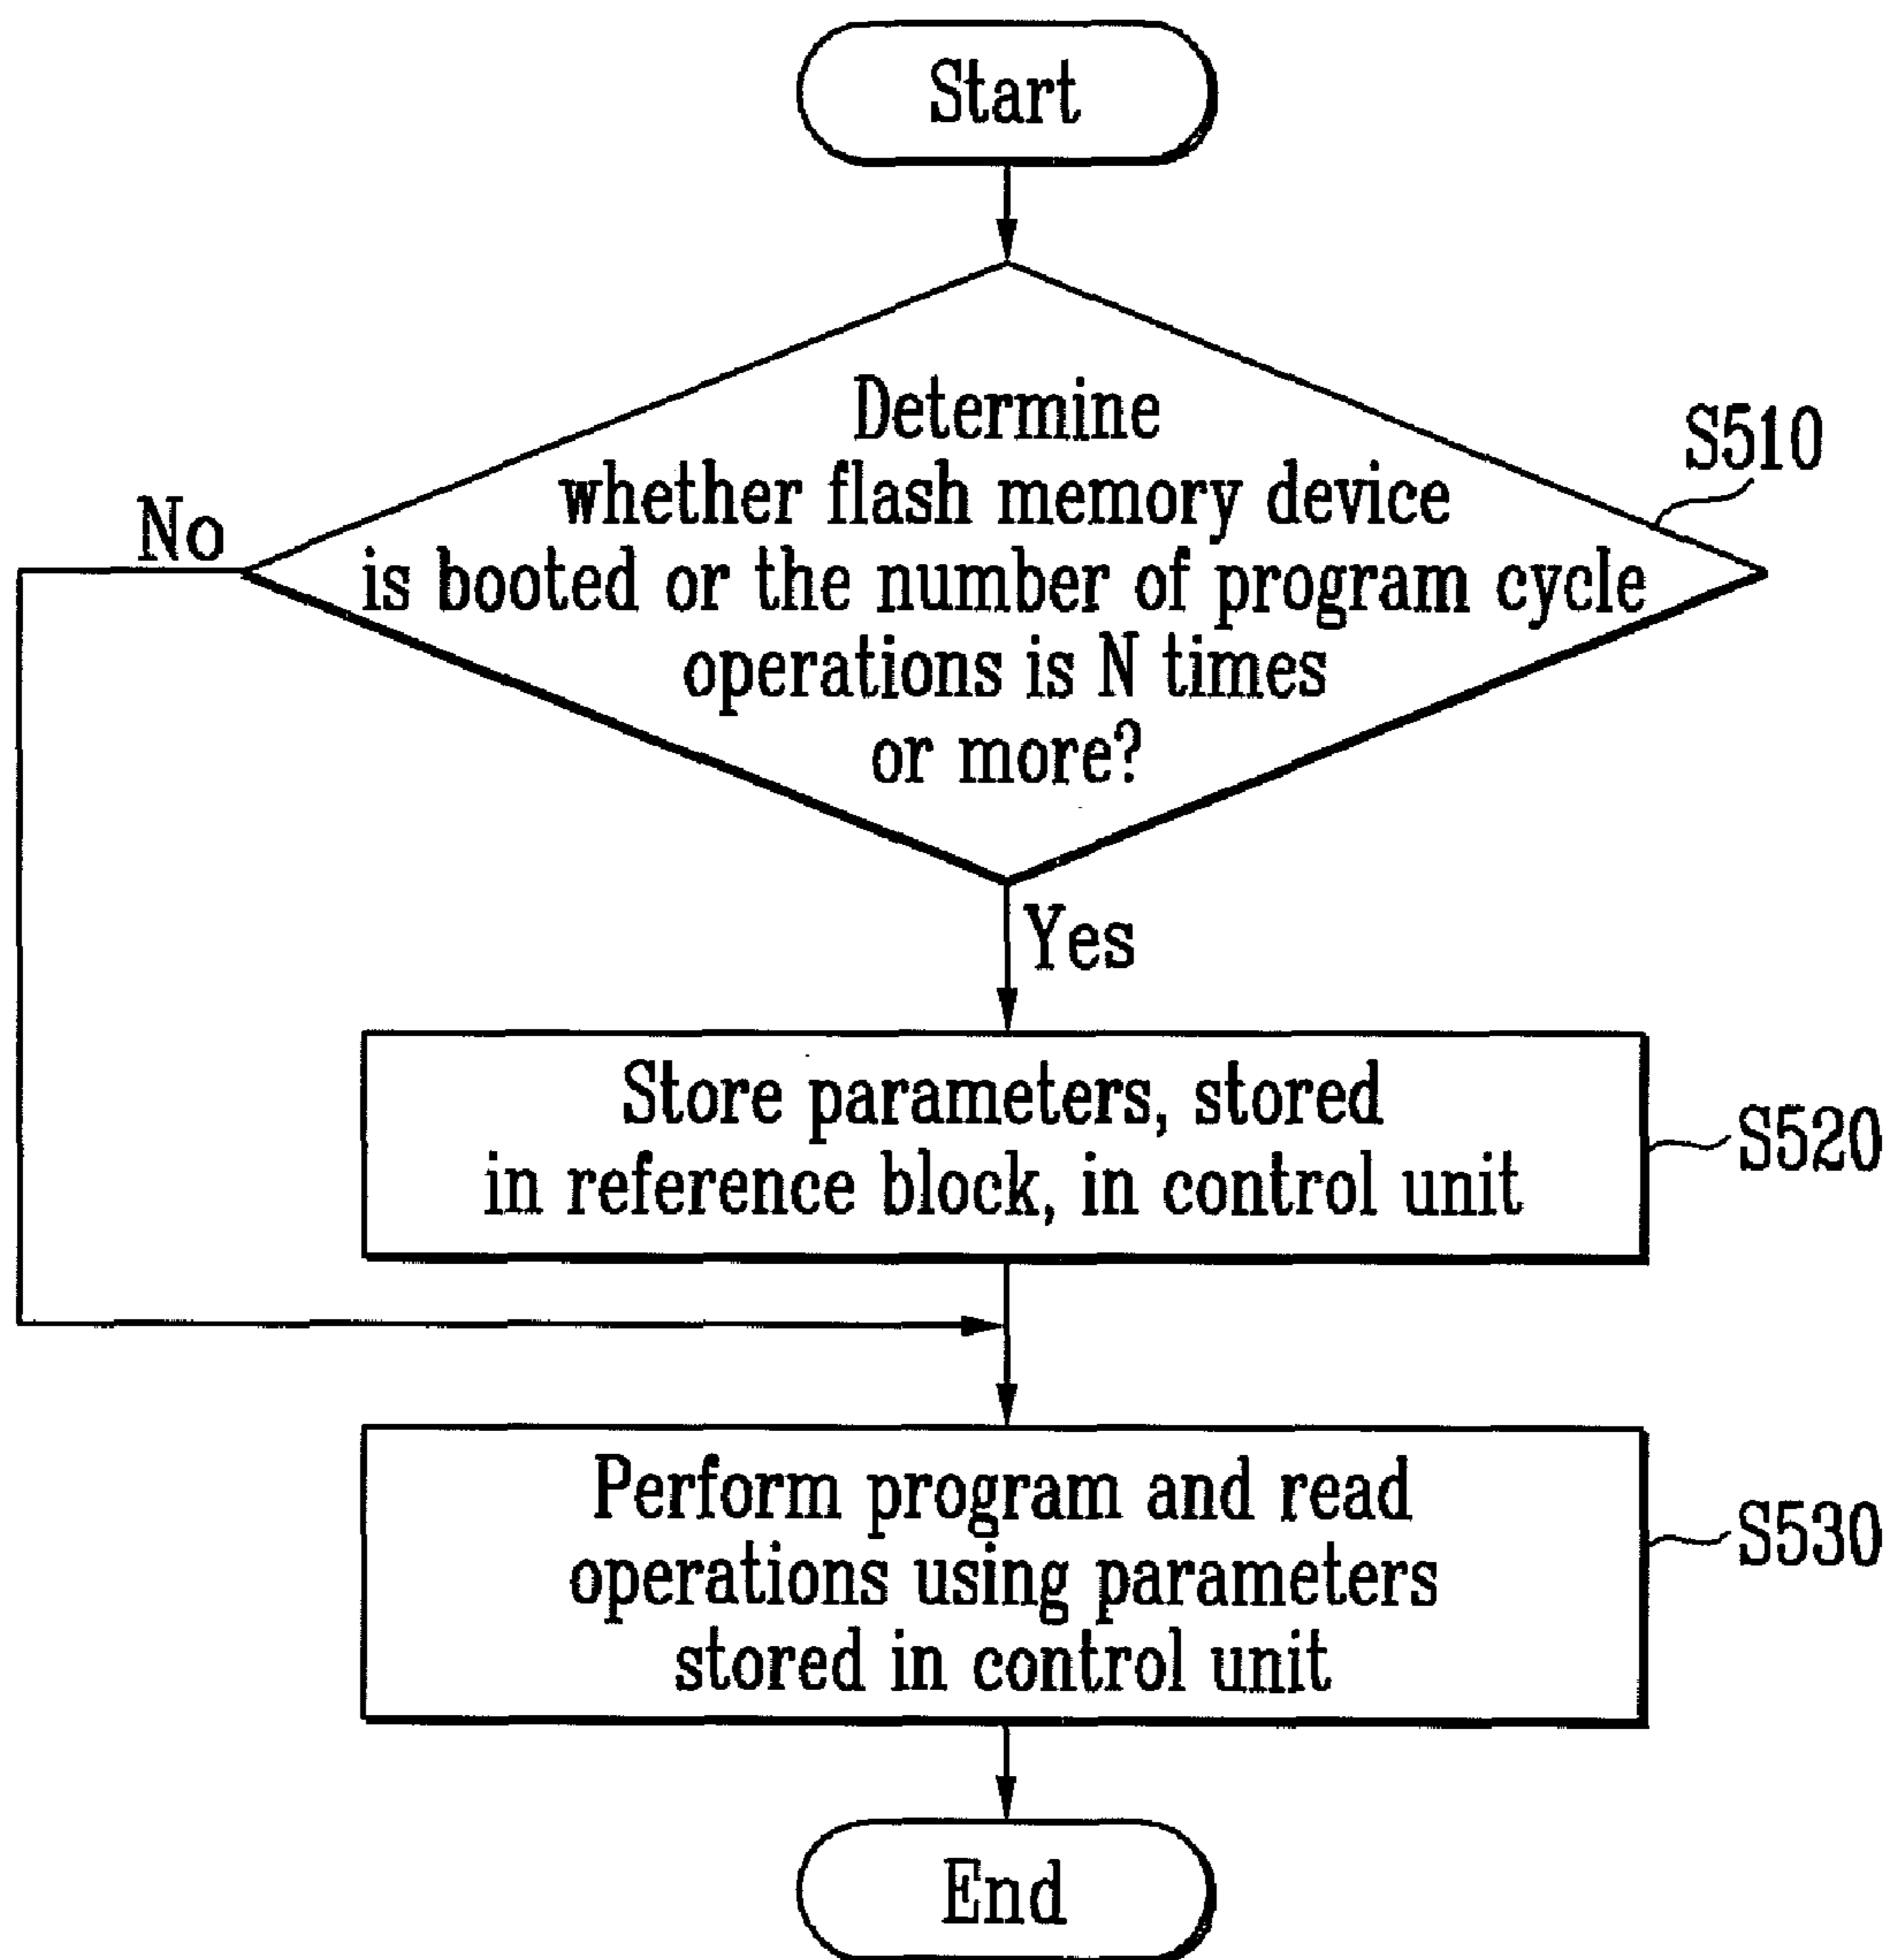 Start
Determine
whether flash memory device
is booted or the number of program cycle
operations is N times
or more?
S510
No
Yes
Store parameters, stored
in reference block, in control unit
S520
Perform program and read
operations using parameters
stored in control unit
S530
End